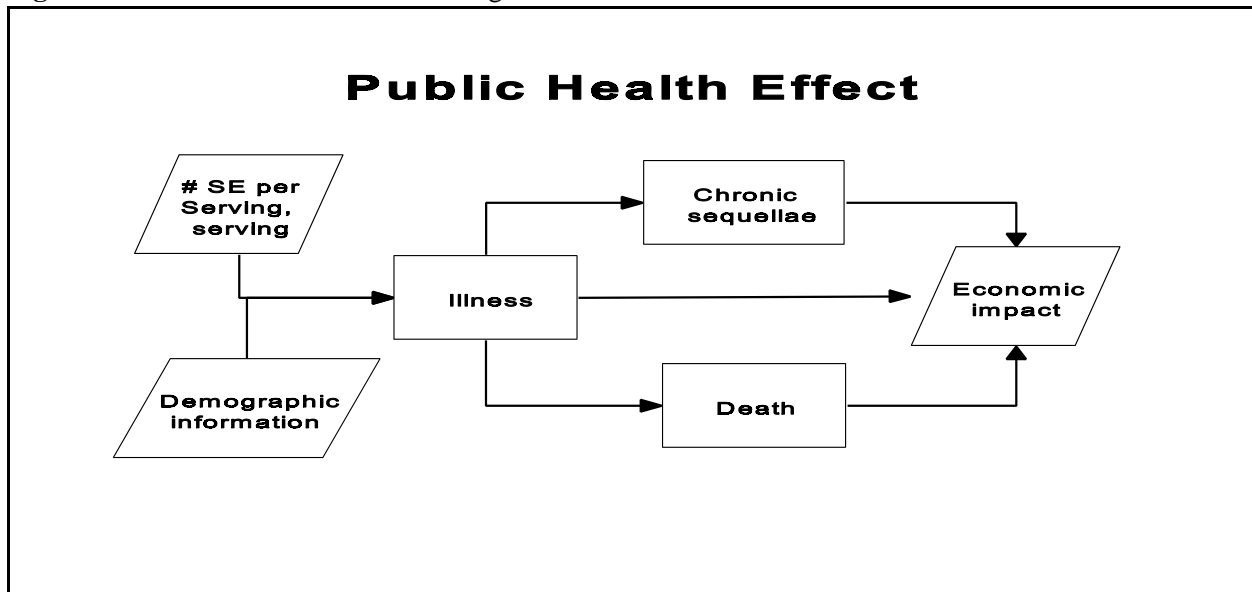 Public Health Effect
# SE per
Serving,
serving
Chronic
sequellae
Illness
Economic
impact
Demographic
information
Death